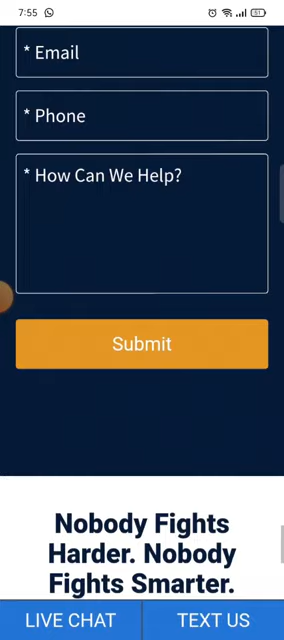 7:55
51
* Email
* Phone
* How Can We Help?
Submit
Nobody Fights
Harder. Nobody
Fights Smarter.
LIVE CHAT
TEXT US